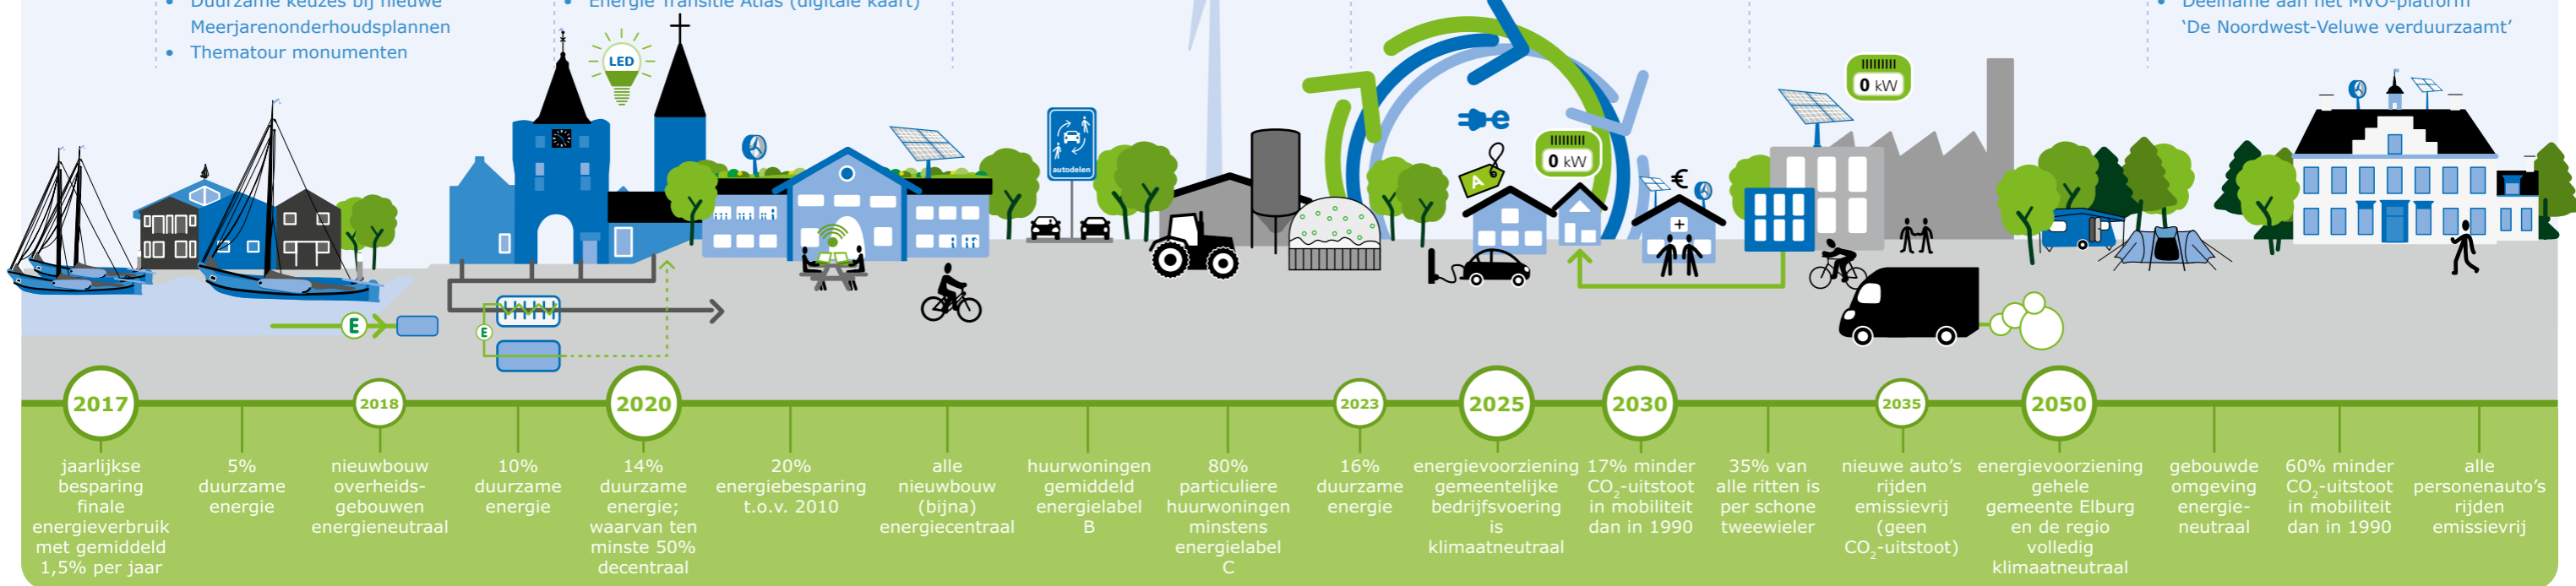 Duurzame keuzes bij nieuwe
Meerjarenonderhoudsplannen
• Thematour monumenten
• Energie Transitie Atlas (digitale kaart)
• Deelname aan het MVO-platform
‘De Noordwest-Veluwe verduurzaamt’
LED
autodelen
A
0 kW
€
0 kW
E
E
2017
2018
2020
2023
2025
2030
2035
2050
jaarlijkse
besparing
finale
energieverbruik
met gemiddeld
1,5% per jaar
5%
duurzame
energie
nieuwbouw
overheids-
gebouwen
energieneutraal
10%
duurzame
energie
14%
duurzame
energie;
waarvan ten
minste 50%
decentraal
20%
energiebesparing
t.o.v. 2010
alle
nieuwbouw
(bijna)
energiecentraal
huurwoningen
gemiddeld
energielabel
B
80%
particuliere
huurwoningen
minstens
energielabel
C
16%
duurzame
energie
energievoorziening
gemeentelijke
bedrijfsvoering
is
klimaatneutraal
17% minder
CO₂-uitstoot
in mobiliteit
dan in 1990
35% van
alle ritten is
per schone
tweewieler
nieuwe auto’s
rijden
emissievrij
(geen
CO₂-uitstoot)
energievoorziening
gehele
gemeente Elburg
en de regio
volledig
klimaatneutraal
gebouwde
omgeving
energie-
neutraal
60% minder
CO₂-uitstoot
in mobiliteit
dan in 1990
alle
personenauto’s
rijden
emissievrij